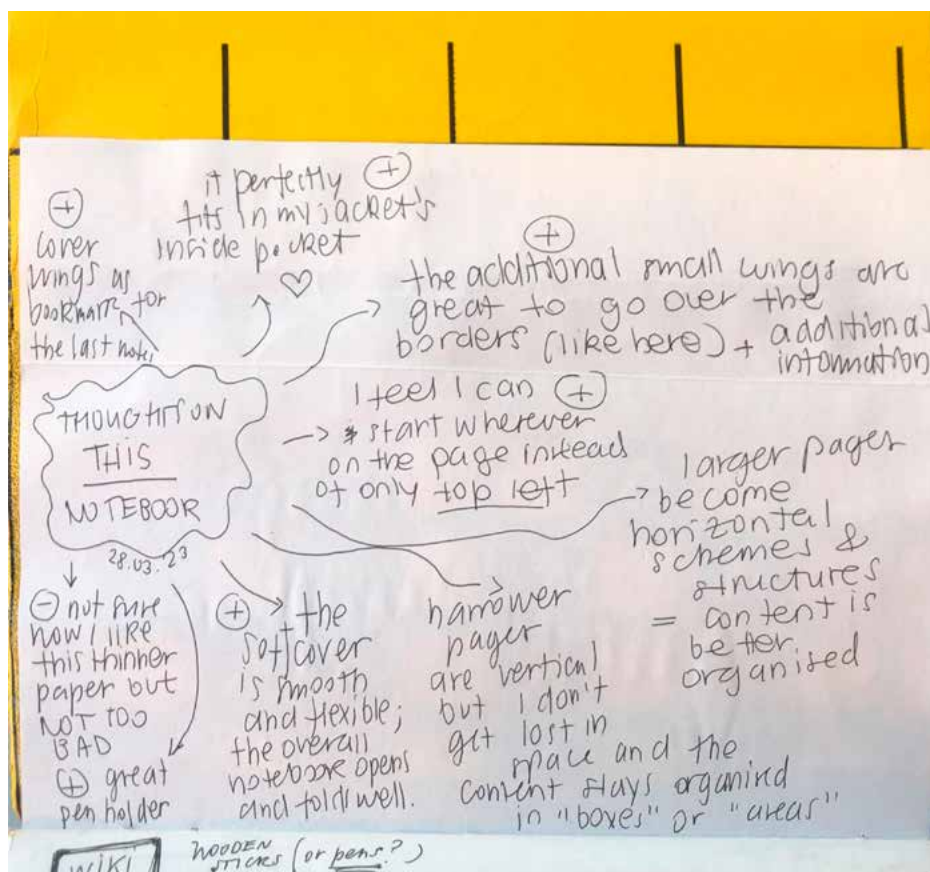 +
cover
wings as
bookmark for
the last note,
it perfectly +
fits in my jacket's
inside pocket
♡
+
the additional small wings are
great to go over the
borders (like here) + additional
information
THOUGHTS ON
THIS
NOTEBOOK
28.03.23
I feel I can +
start wherever
on the page instead
of only top left
larger pages
become
horizontal
schemes &
structures
= content is
better
organised
- not sure
how I like
this thinner
paper but
NOT TOO
BAD
+ great
pen holder
+ the
softcover
is smooth
and flexible;
the overall
notebook opens
and folds well.
narrower
pages
are vertical
but I don't
get lost in
space and the
content stays organised
in "boxes" or "areas"
WIKI
WOODEN
STICKS (or pens?)